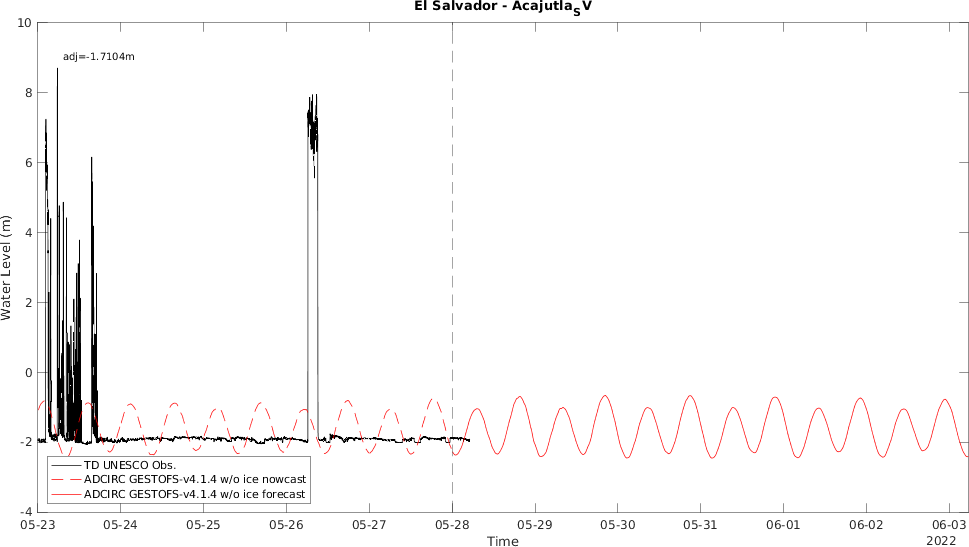 El Salvador - AcajutlaSV
adj=-1.7104m
Water Level (m)
10
8
6
4
2
0
-2
-4
TD UNESCO Obs.
ADCIRC GESTOFS-v4.1.4 w/o ice nowcast
ADCIRC GESTOFS-v4.1.4 w/o ice forecast
05-23 05-24 05-25 05-26 05-27 05-28 05-29 05-30 05-31 06-01 06-02 06-03
Time
2022